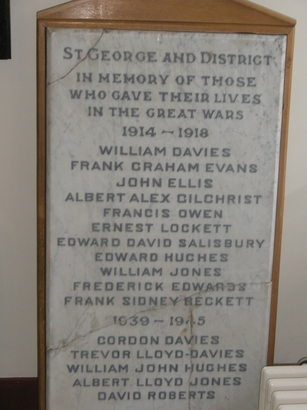 ST GEORGE AND DISTRICT
IN MEMORY OF THOSE
WHO GAVE THEIR LIVES
IN THE GREAT WARS
1914 – 1918
WILLIAM DAVIES
FRANK GRAHAM EVANS
JOHN ELLIS
ALBERT ALEX GILCHRIST
FRANCIS OWEN
ERNEST LOCKETT
EDWARD DAVID SALISBURY
EDWARD HUGHES
WILLIAM JONES
FREDERICK EDWARDS
FRANK SIDNEY BECKETT
1939 – 1945
GORDON DAVIES
TREVOR LLOYD-DAVIES
WILLIAM JOHN HUGHES
ALBERT LLOYD JONES
DAVID ROBERTS